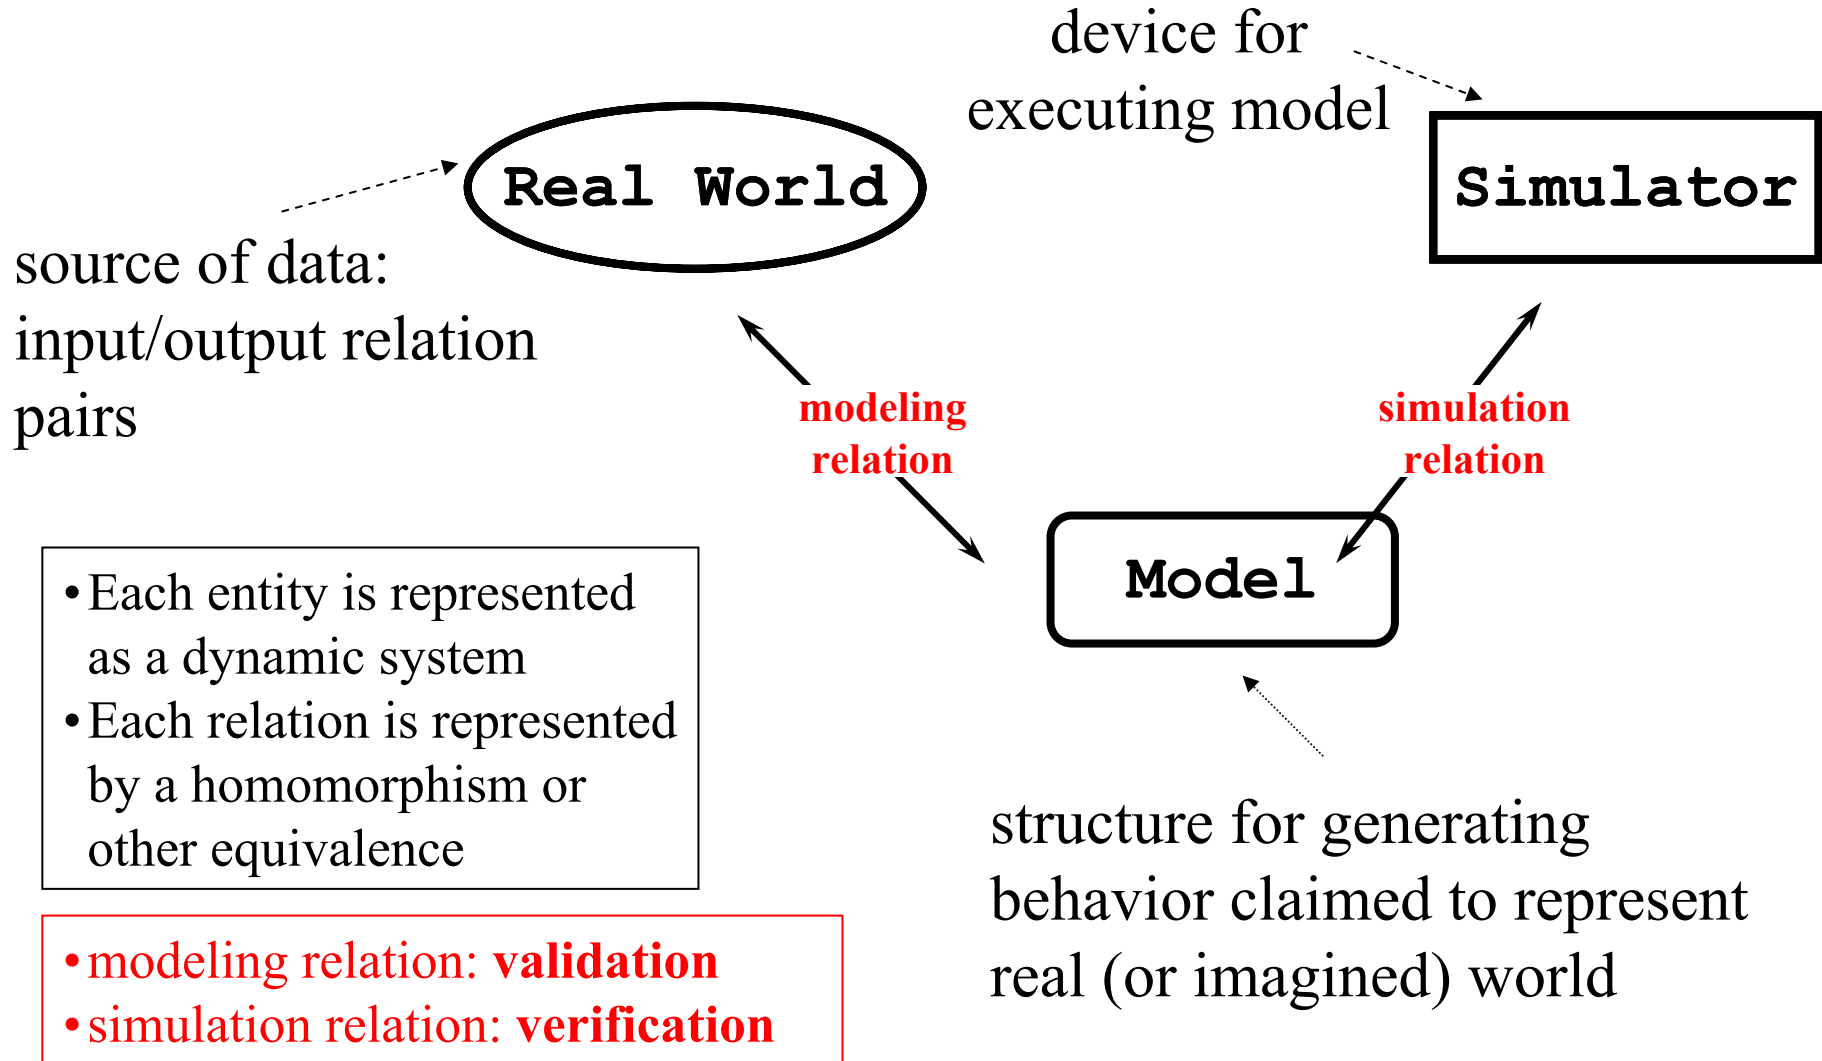 device for
executing model
Real World
Simulator
source of data:
input/output relation
pairs
modeling
relation
simulation
relation
Model
•Each entity is represented
as a dynamic system
•Each relation is represented
by a homomorphism or
other equivalence
structure for generating
behavior claimed to represent
real (or imagined) world
•modeling relation: validation
•simulation relation: verification